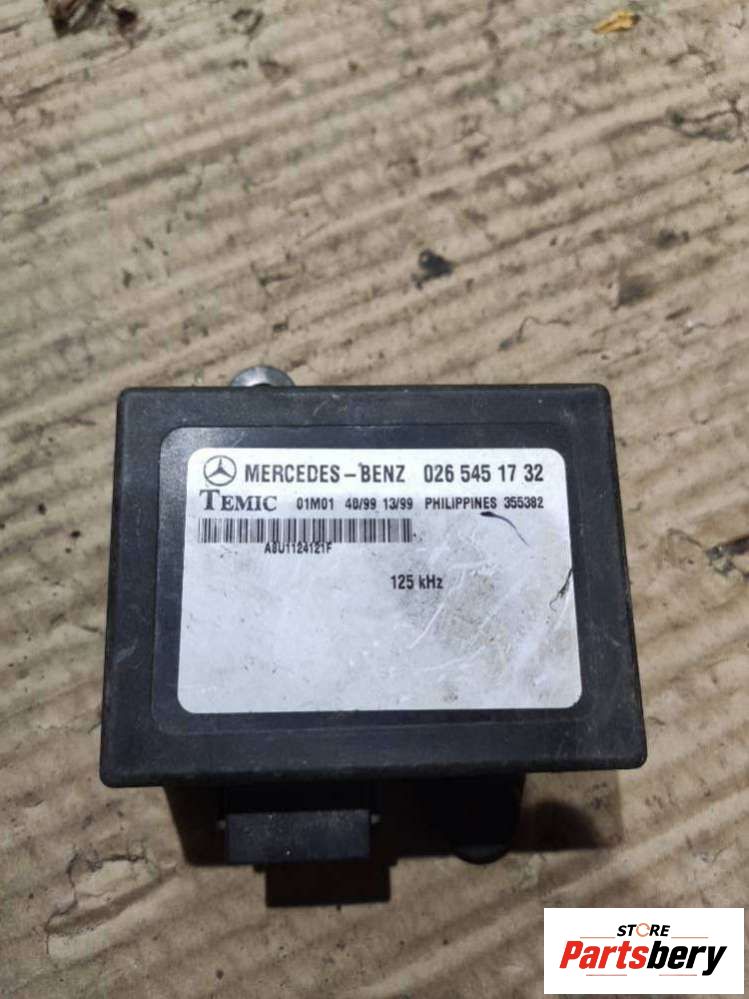 MERCEDES-BENZ 026 545 17 32
TEMIC 01M01 48/99 13/99 PHILIPPINES 355382
A8U1124121F
125 kHz
STORE
Partsbery